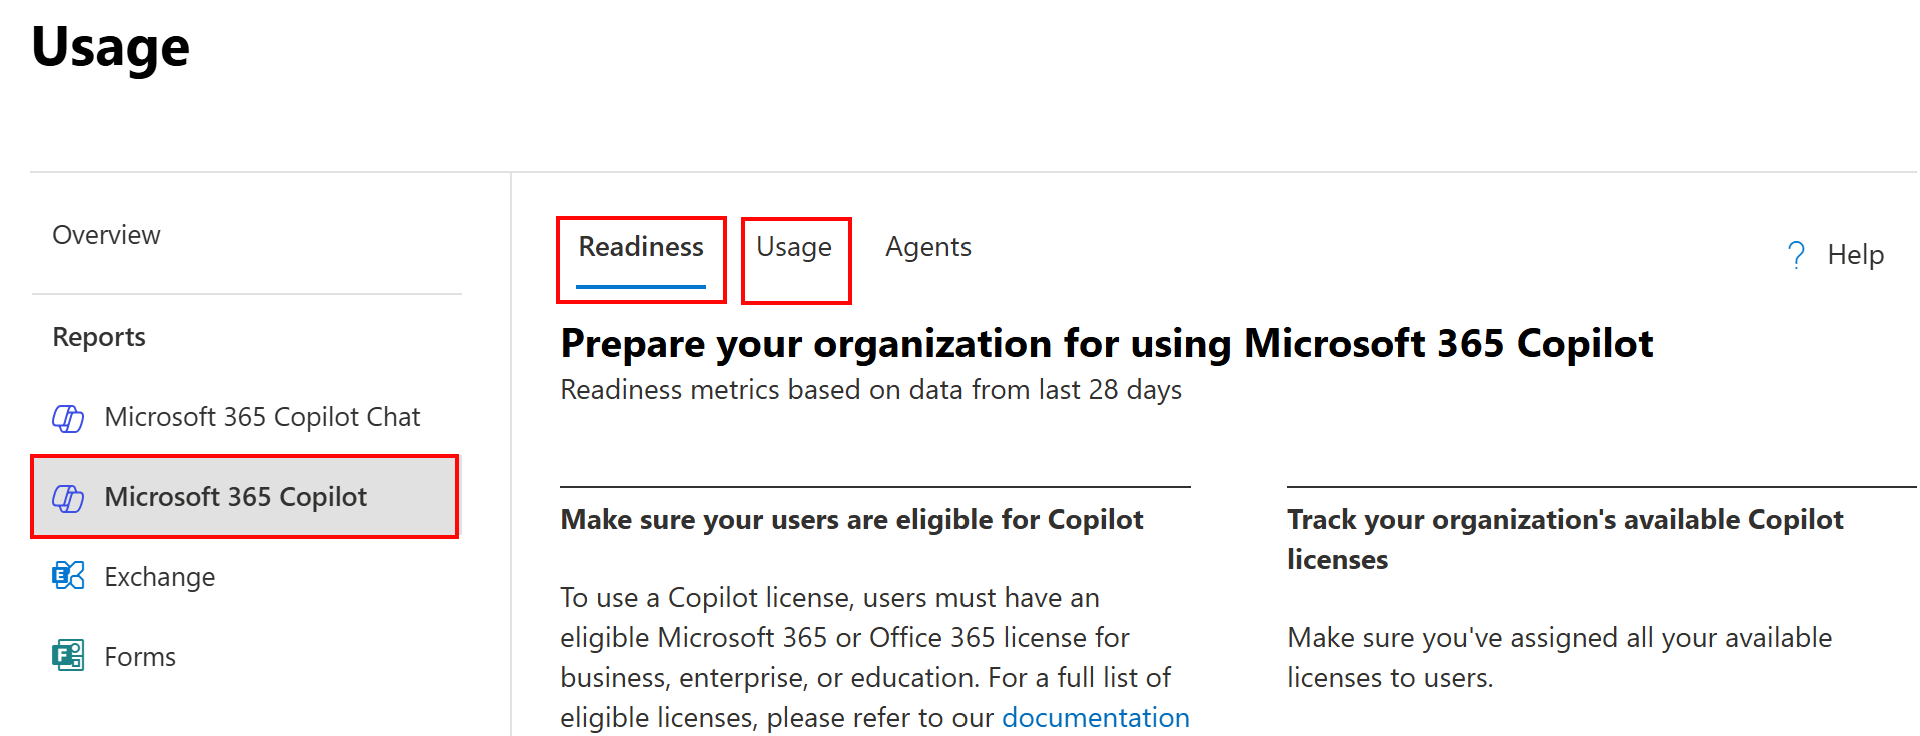 Usage
Overview
Reports
Microsoft 365 Copilot Chat
Microsoft 365 Copilot
Exchange
Forms
Readiness
Usage
Agents
? Help
Prepare your organization for using Microsoft 365 Copilot
Readiness metrics based on data from last 28 days
Make sure your users are eligible for Copilot
To use a Copilot license, users must have an
eligible Microsoft 365 or Office 365 license for
business, enterprise, or education. For a full list of
eligible licenses, please refer to our documentation
Track your organization's available Copilot
licenses
Make sure you've assigned all your available
licenses to users.